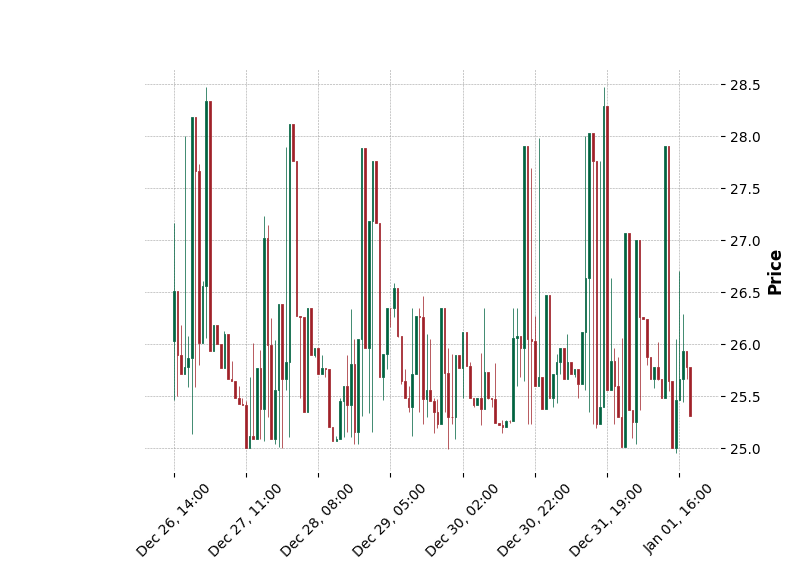 28.5
28.0
27.5
27.0
26.5
26.0
25.5
25.0
Price
Dec 26, 14:00
Dec 27, 11:00
Dec 28, 08:00
Dec 29, 05:00
Dec 30, 02:00
Dec 30, 22:00
Dec 31, 19:00
Jan 01, 16:00